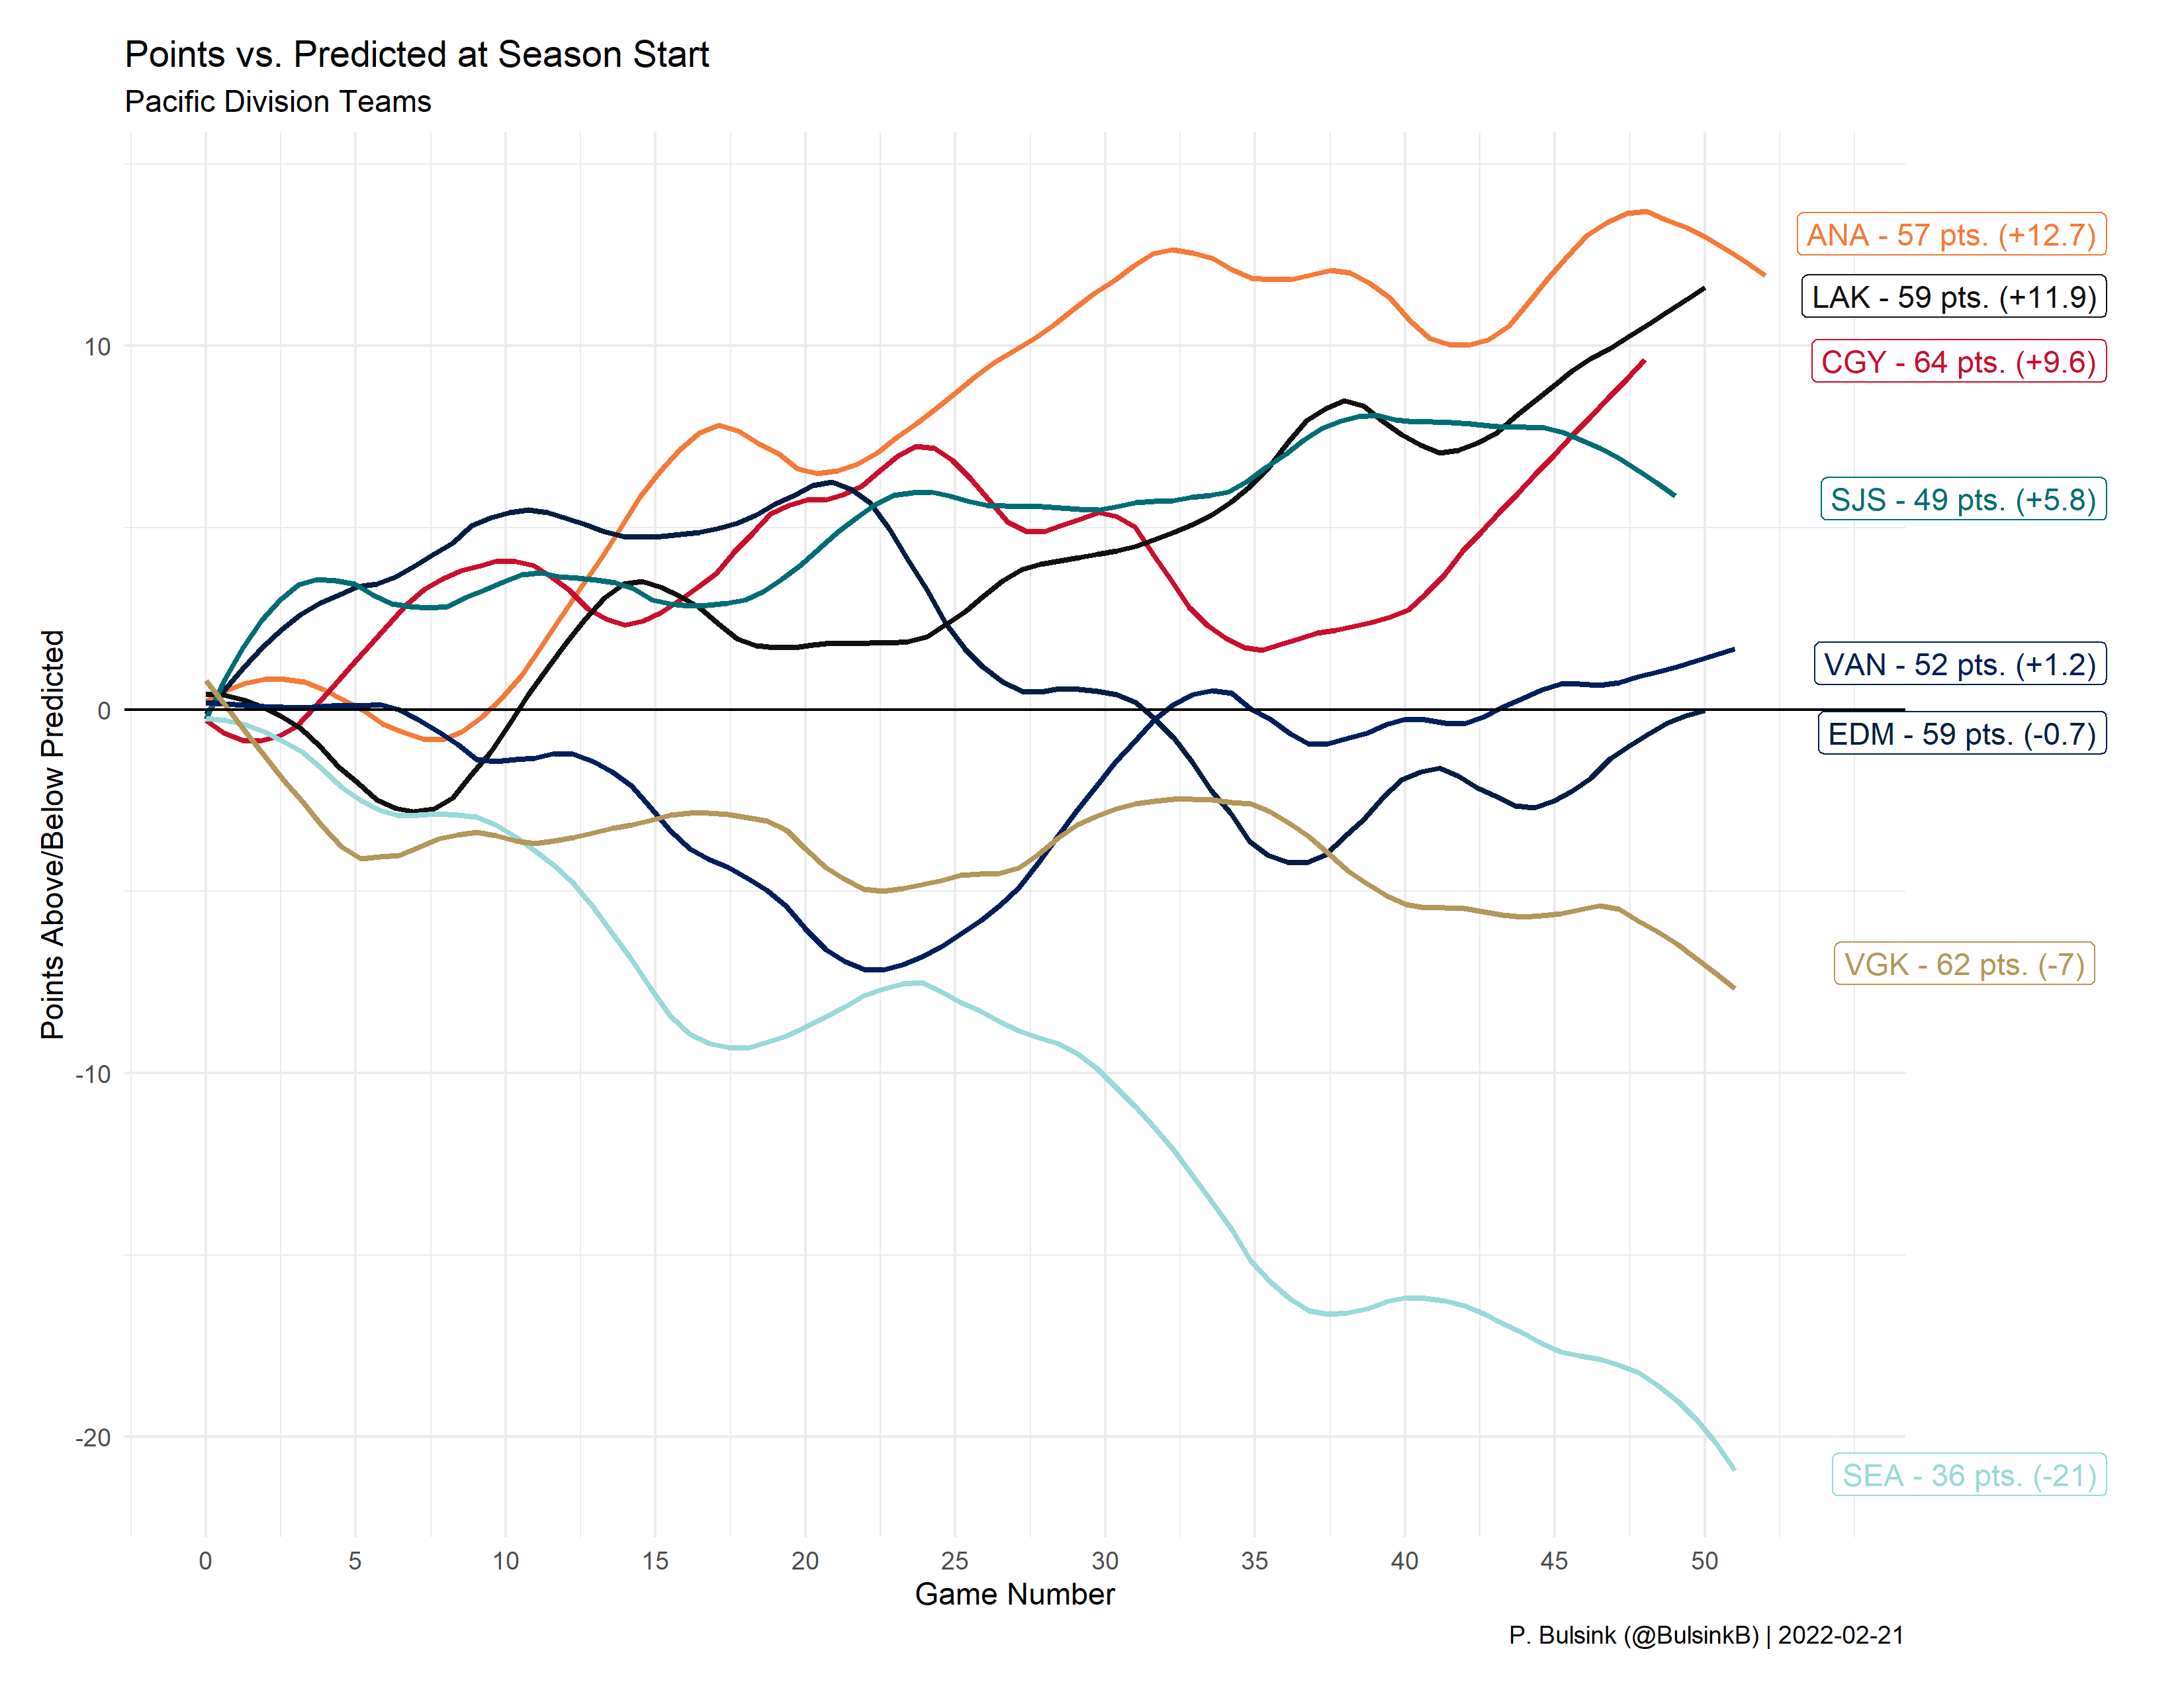 Points vs. Predicted at Season Start
Pacific Division Teams
Points Above/Below Predicted
10
0
-10
-20
ANA - 57 pts. (+12.7)
LAK - 59 pts. (+11.9)
CGY - 64 pts. (+9.6)
SJS - 49 pts. (+5.8)
VAN - 52 pts. (+1.2)
EDM - 59 pts. (-0.7)
VGK - 62 pts. (-7)
SEA - 36 pts. (-21)
0 5 10 15 20 25 30 35 40 45 50
Game Number
P. Bulsink (@BulsinkB) | 2022-02-21